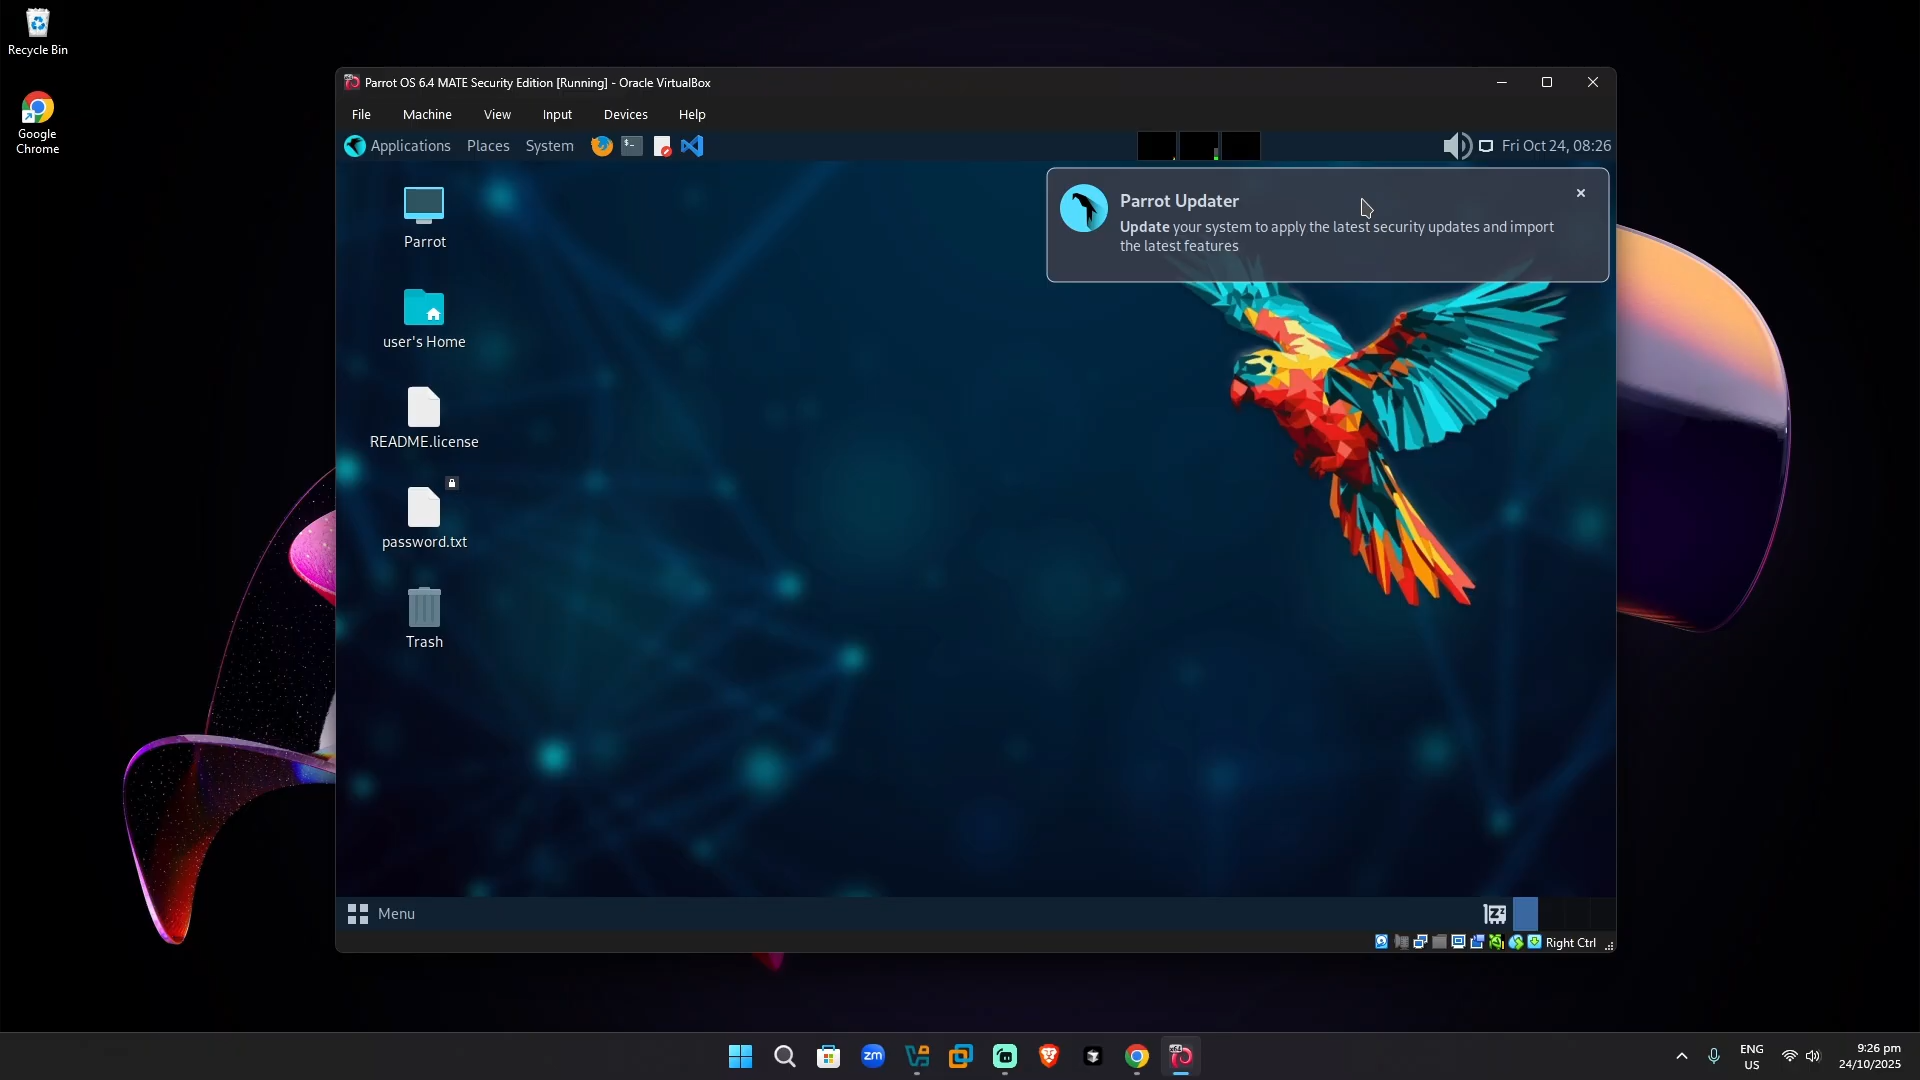 Recycle Bin
Google
Chrome
Parrot OS 6.4 MATE Security Edition [Running] - Oracle VirtualBox
File Machine View Input Devices Help
Applications Places System
Fri Oct 24, 08:26
Parrot Updater
Update your system to apply the latest security updates and import
the latest features
Parrot
user's Home
README.license
password.txt
Trash
Menu
Right Ctrl
zm
ENG
US
9:26 pm
24/10/2025